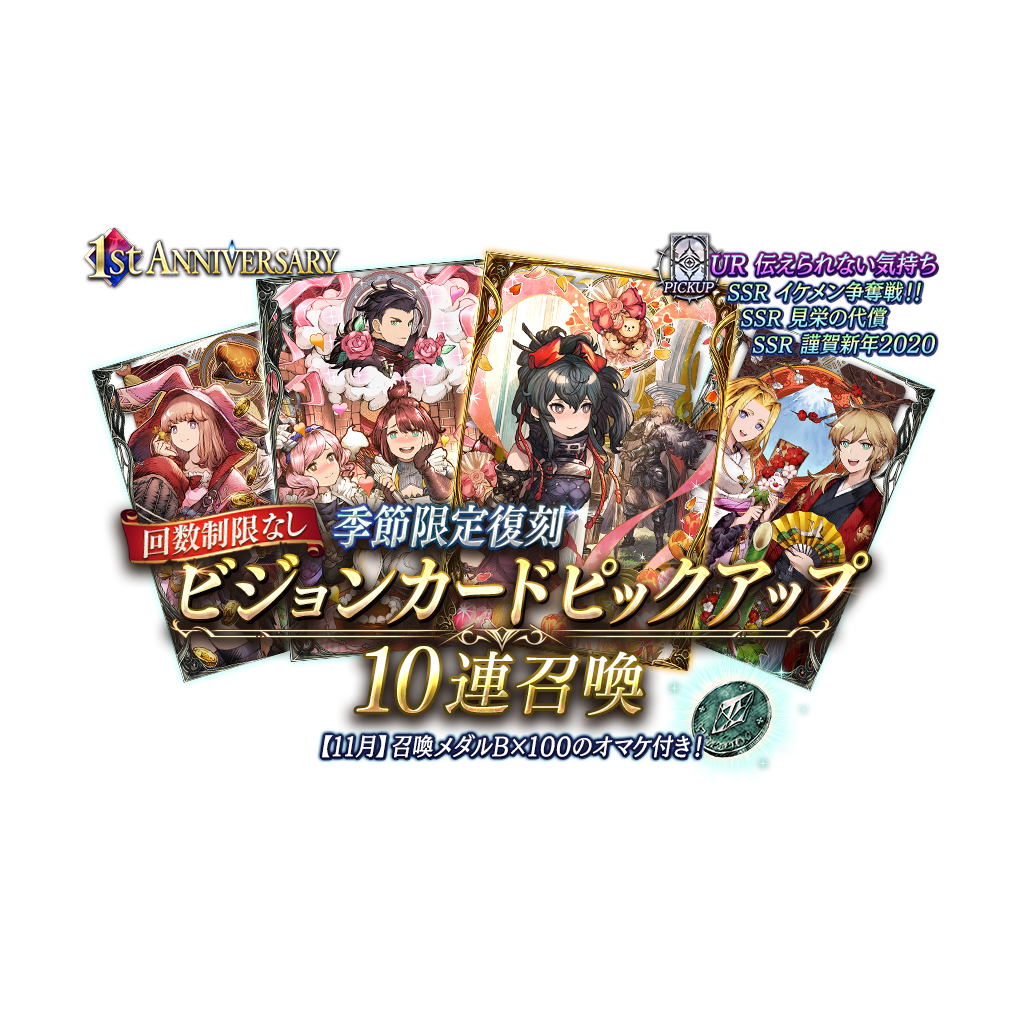 1st ANNIVERSARY
PICKUP
UR 伝えられない気持ち
SSR イケメン争奪戦!!
SSR 見栄の代償
SSR 謹賀新年2020
回数制限なし
季節限定復刻
ビジョンカードピックアップ
10連召喚
【11月】召喚メダルB×100のオマケ付き!